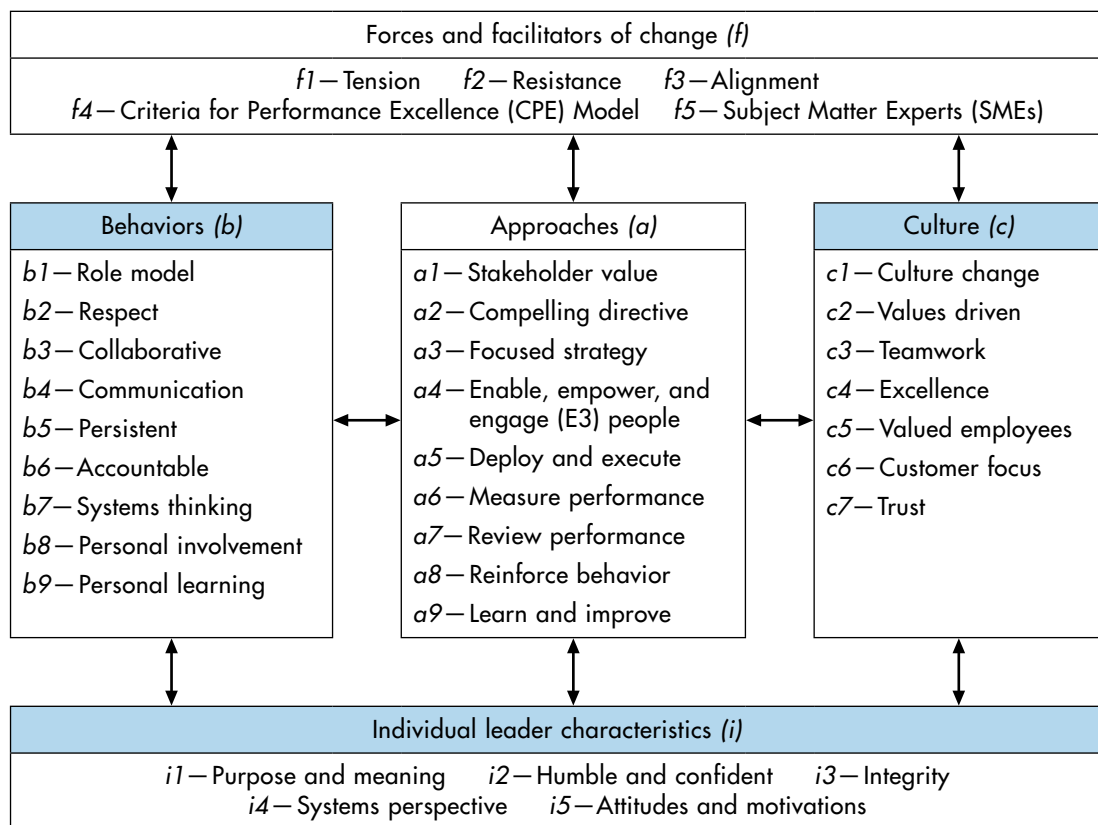 Forces and facilitators of change (f)
f1—Tension f2—Resistance f3—Alignment
f4—Criteria for Performance Excellence (CPE) Model f5—Subject Matter Experts (SMEs)
Behaviors (b)
b1—Role model
b2—Respect
b3—Collaborative
b4—Communication
b5—Persistent
b6—Accountable
b7—Systems thinking
b8—Personal involvement
b9—Personal learning
Approaches (a)
a1—Stakeholder value
a2—Compelling directive
a3—Focused strategy
a4—Enable, empower, and
engage (E3) people
a5—Deploy and execute
a6—Measure performance
a7—Review performance
a8—Reinforce behavior
a9—Learn and improve
Culture (c)
c1—Culture change
c2—Values driven
c3—Teamwork
c4—Excellence
c5—Valued employees
c6—Customer focus
c7—Trust
Individual leader characteristics (i)
i1—Purpose and meaning i2—Humble and confident i3—Integrity
i4—Systems perspective i5—Attitudes and motivations